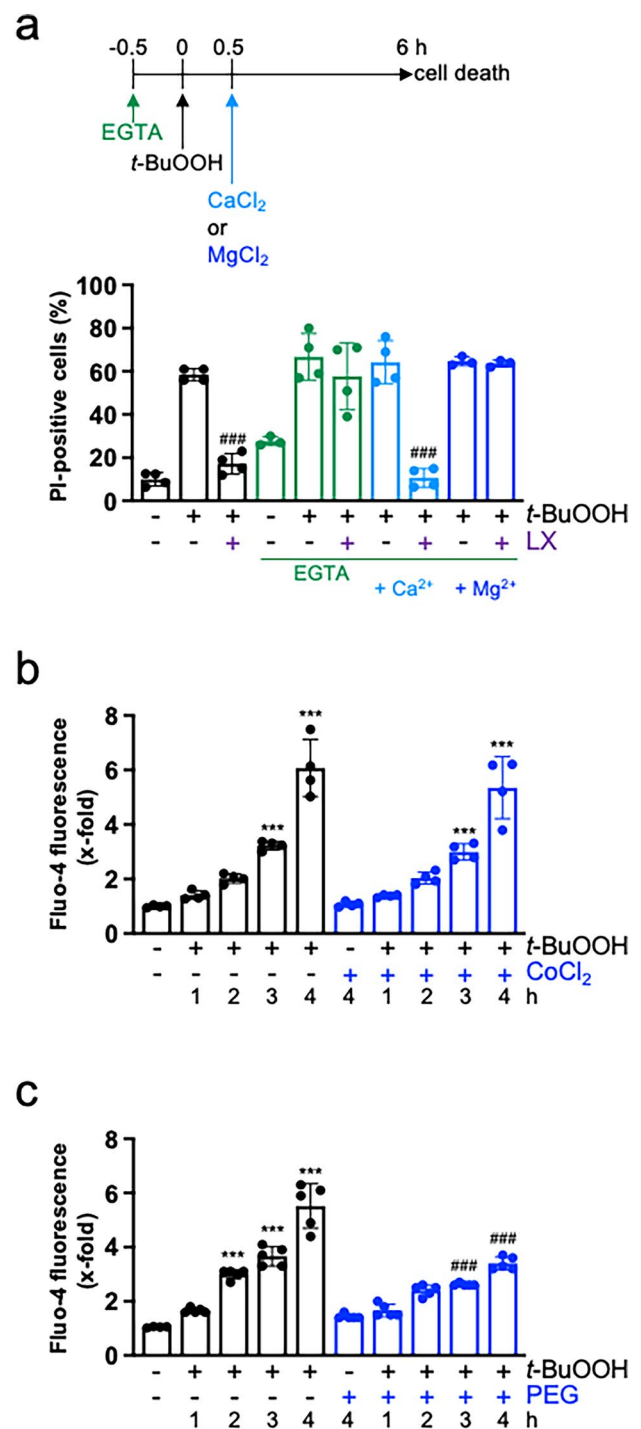 a
-0.5 0 0.5 6 h
cell death
EGTA
t-BuOOH
CaCl₂
or
MgCl₂
PI-positive cells (%)
100
80
60
40
20
0
###
###
- + + - + + + + + + t-BuOOH
- - + - - + - + - + LX
EGTA
+ Ca²⁺ + Mg²⁺
b
Fluo-4 fluorescence
(x-fold)
8
6
4
2
0
***
***
***
***
- + + + + - + + + + t-BuOOH
- - - - - + + + + + CoCl₂
1 2 3 4 4 1 2 3 4 h
c
Fluo-4 fluorescence
(x-fold)
8
6
4
2
0
***
***
***
###
###
- + + + + - + + + + t-BuOOH
- - - - - + + + + + PEG
1 2 3 4 4 1 2 3 4 h